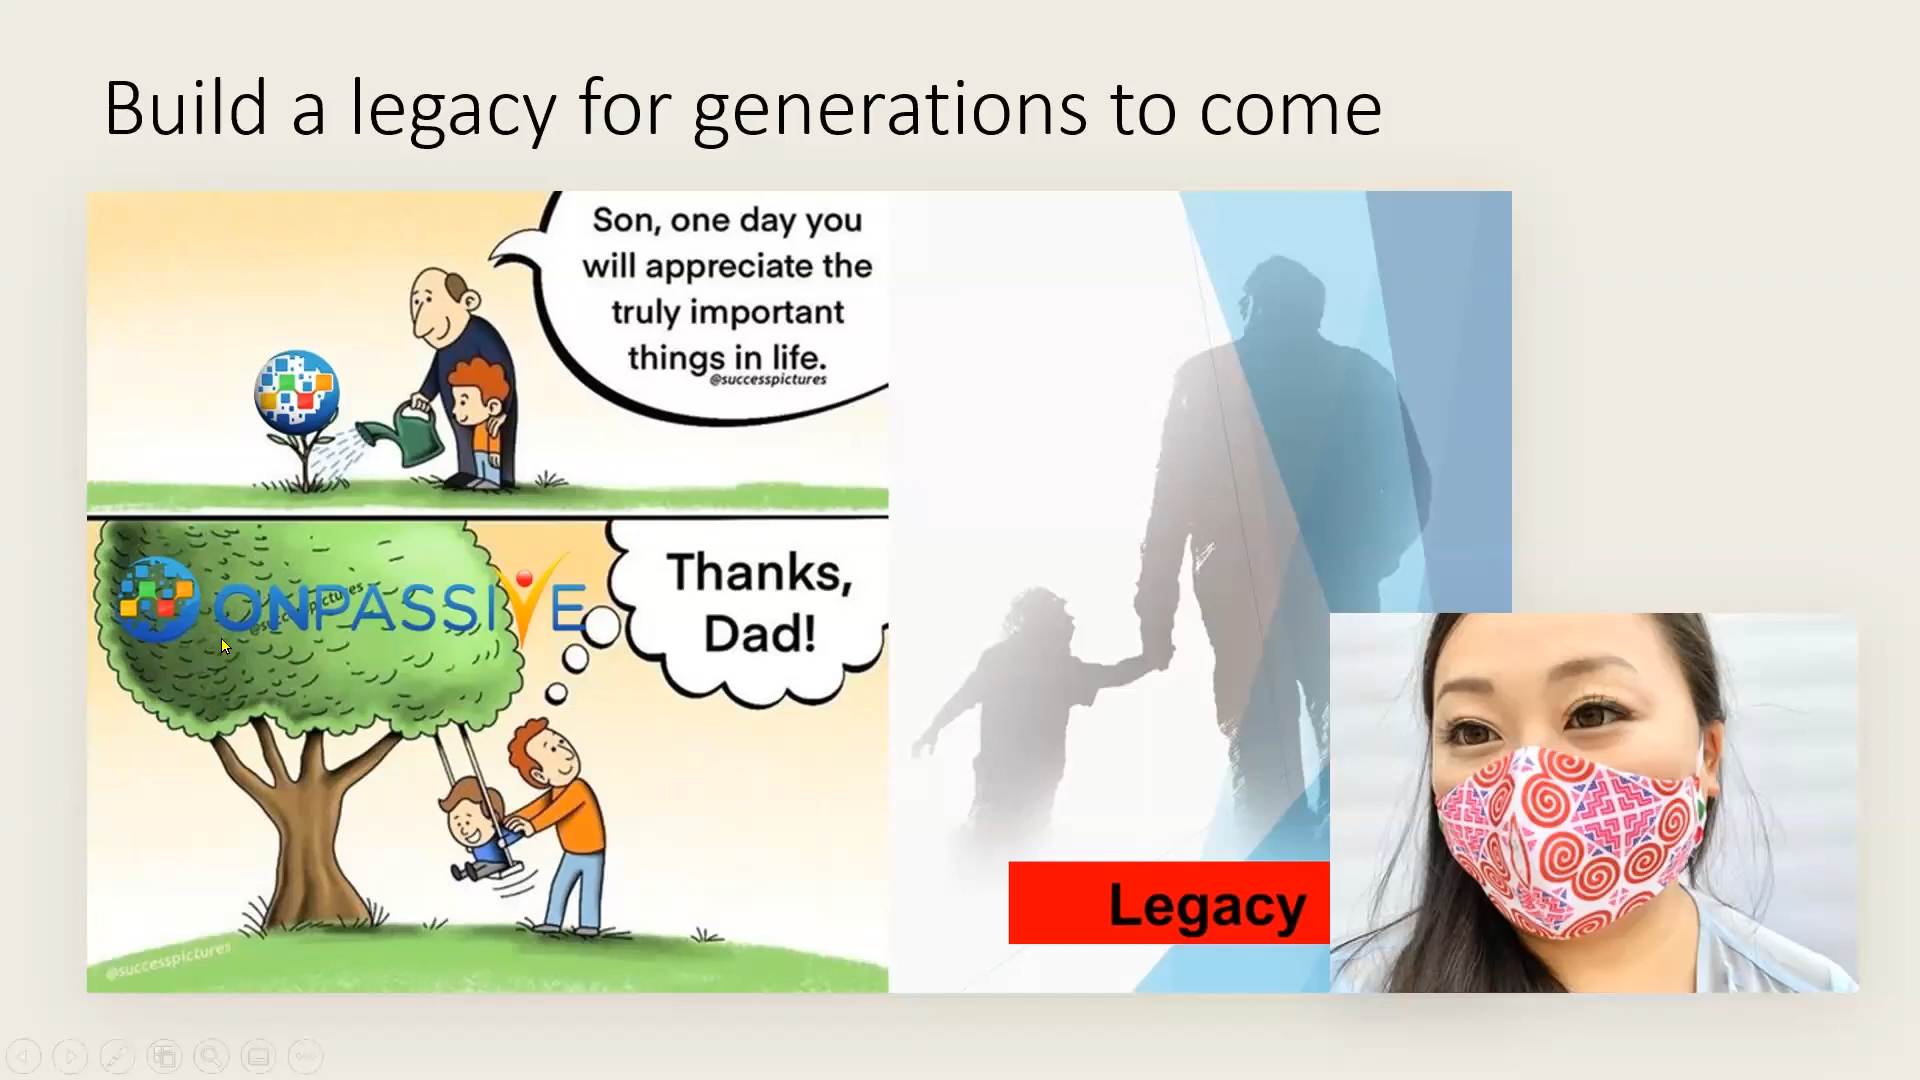 Build a legacy for generations to come
Son, one day you
will appreciate the
truly important
things in life.
@successpictures
ONPASSIVE
Thanks,
Dad!
@successpictures
Legacy